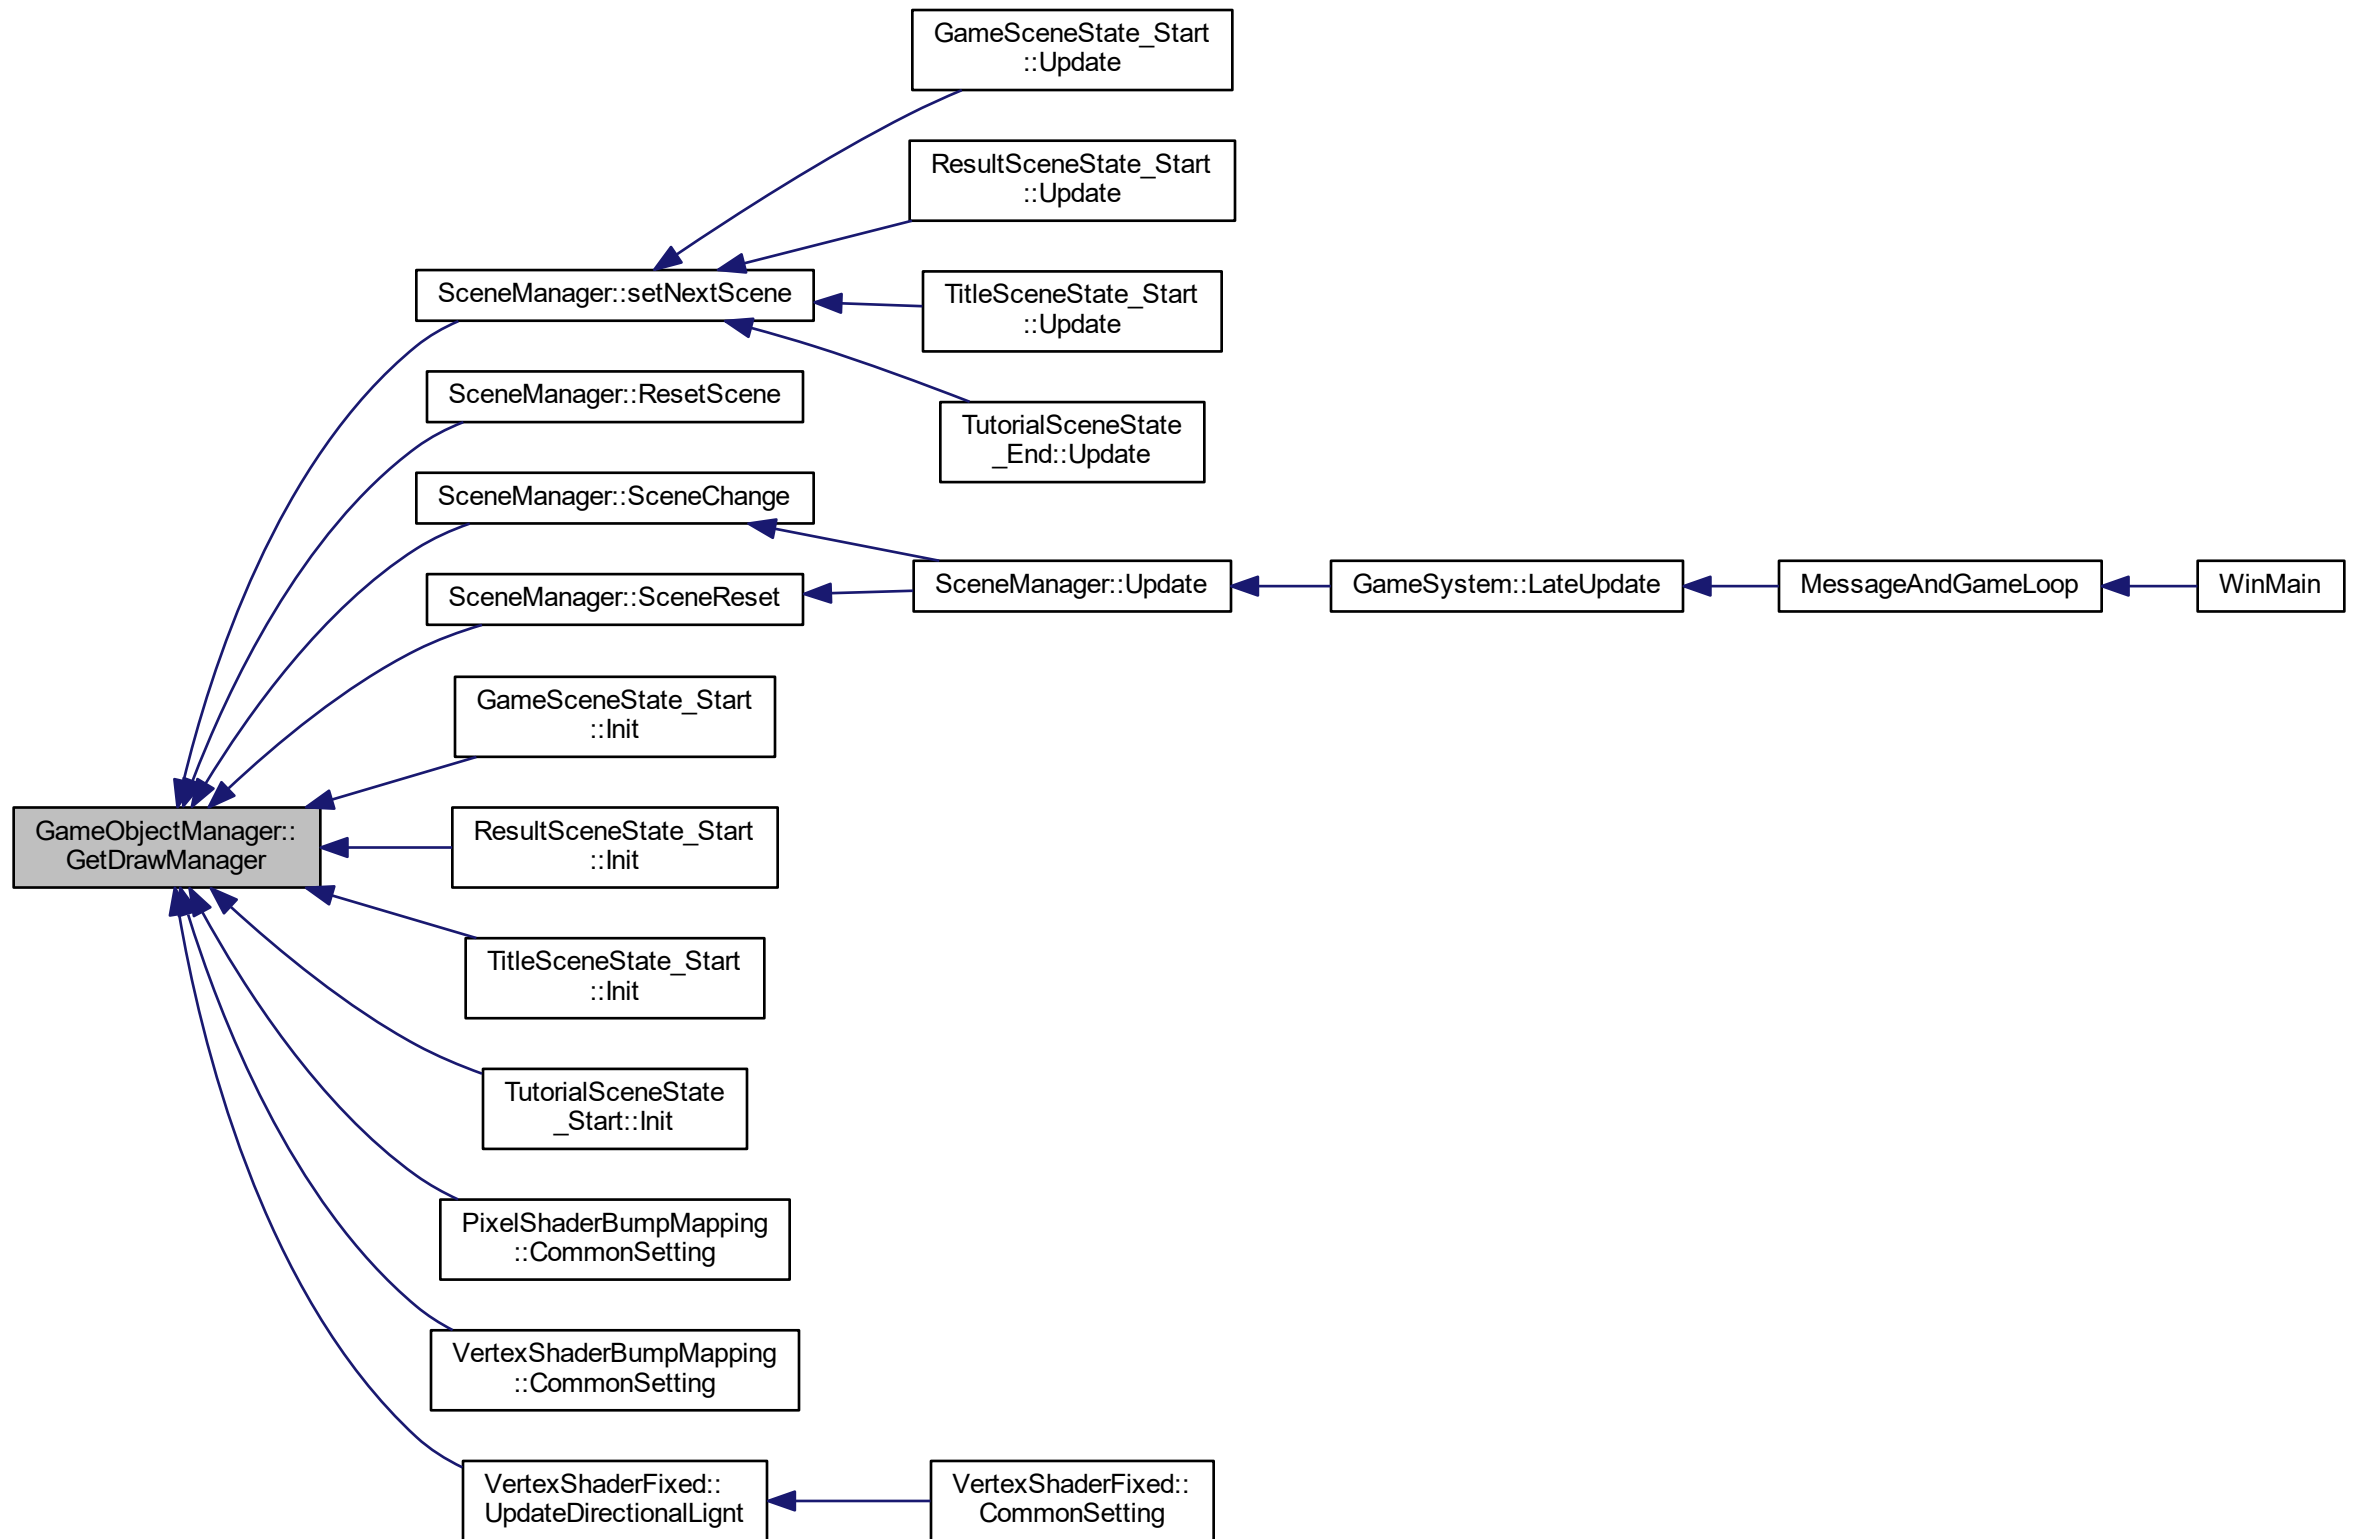 GameSceneState_Start
::Update
ResultSceneState_Start
::Update
SceneManager::setNextScene
TitleSceneState_Start
::Update
SceneManager::ResetScene
TutorialSceneState
_End::Update
SceneManager::SceneChange
SceneManager::SceneReset
SceneManager::Update
GameSystem::LateUpdate
MessageAndGameLoop
WinMain
GameSceneState_Start
::Init
GameObjectManager::
GetDrawManager
ResultSceneState_Start
::Init
TitleSceneState_Start
::Init
TutorialSceneState
_Start::Init
PixelShaderBumpMapping
::CommonSetting
VertexShaderBumpMapping
::CommonSetting
VertexShaderFixed::
UpdateDirectionalLignt
VertexShaderFixed::
CommonSetting